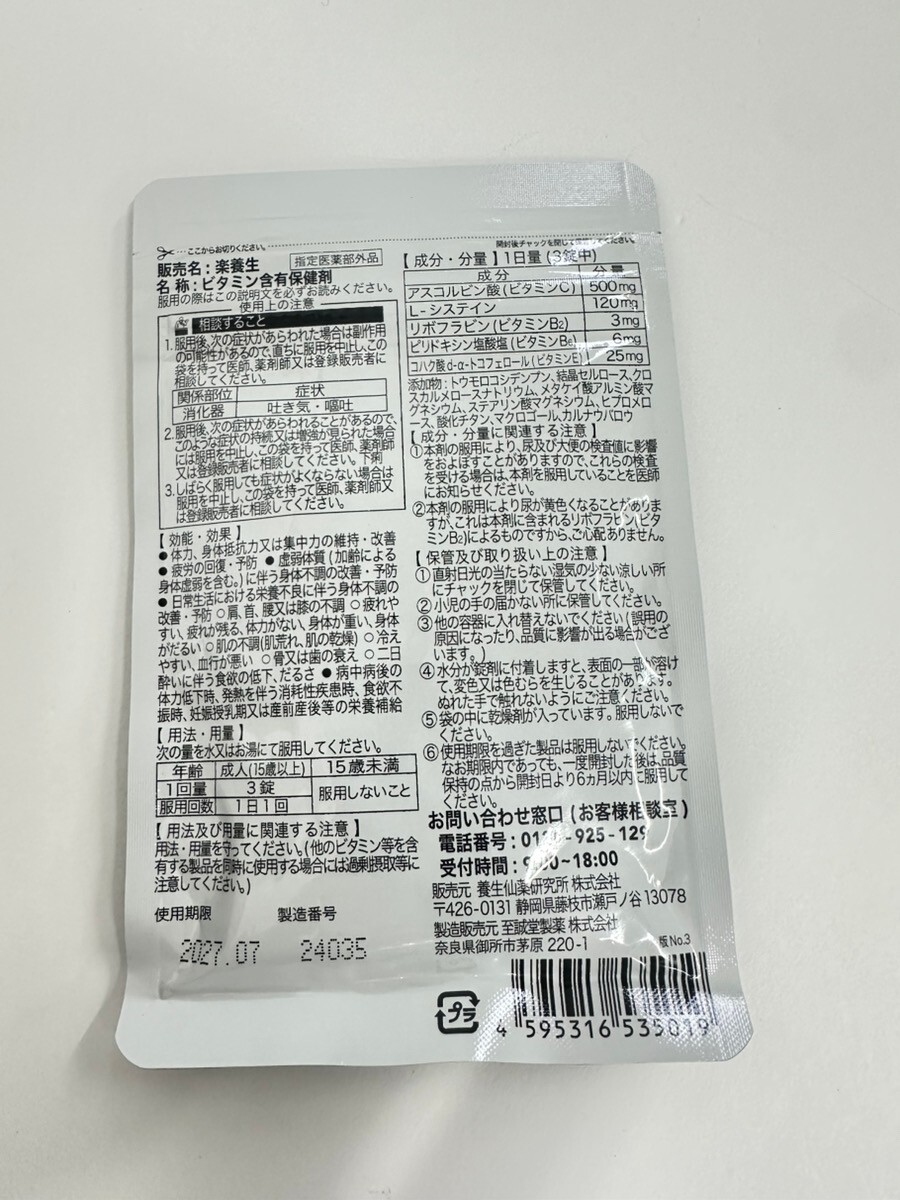 ここからお切りください。
販売名：楽養生
指定医薬部外品
名 称：ビタミン含有保健剤
服用の際はこの説明文を必ずお読みください。
使用上の注意
相談すること
1. 服用後、次の症状があらわれた場合は副作用
の可能性があるので、直ちに服用を中止し、この
袋を持って医師、薬剤師又は登録販売者に
相談してください。
関係部位 症状
消化器 吐き気・嘔吐
2. 服用後、次の症状があらわれることがあるので、
このような症状の持続又は増強が見られた場合
には服用を中止し、この袋を持って医師、薬剤師
又は登録販売者に相談してください。下痢
3. しばらく服用しても症状がよくならない場合は
服用を中止し、この袋を持って医師、薬剤師又
は登録販売者に相談してください。
【 効能・効果 】
● 体力、身体抵抗力又は集中力の維持・改善
● 疲労の回復・予防 ● 虚弱体質 (加齢による
身体虚弱を含む。) に伴う身体不調の改善・予防
● 日常生活における栄養不良に伴う身体不調の
改善・予防 ○ 肩、首、腰又は膝の不調 ○ 疲れや
すい、疲れが残る、体力がない、身体が重い、身体
がだるい ○ 肌の不調 (肌荒れ、肌の乾燥) ○ 冷え
やすい、血行が悪い ○ 骨又は歯の衰え ○ 二日
酔いに伴う食欲の低下、だるさ ● 病中病後の
体力低下時、発熱を伴う消耗性疾患時、食欲不
振時、妊娠授乳期又は産前産後等の栄養補給
【 用法・用量 】
次の量を水又はお湯にて服用してください。
年齢 成人 (15歳以上) 15歳未満
1回量 3錠 服用しないこと
服用回数 1日1回
【 用法及び用量に関連する注意 】
用法・用量を守ってください。(他のビタミン等を含
有する製品を同時に使用する場合には過剰摂取等に
注意してください。)
使用期限 製造番号
2027.07 24035
開封後チャックを閉じて
ください。
【 成分・分量 】 1日量 (3錠中)
成分 分量
アスコルビン酸 (ビタミンC) 500mg
L-システイン 120mg
リボフラビン (ビタミンB2) 3mg
ピリドキシン塩酸塩 (ビタミンB6) 6mg
コハク酸d-α-トコフェロール (ビタミンE) 25mg
添加物：トウモロコシデンプン、結晶セルロース、クロ
スカルメロースナトリウム、メタケイ酸アルミン酸マ
グネシウム、ステアリン酸マグネシウム、ヒプロメロ
ース、酸化チタン、マクロゴール、カルナウバロウ
【 成分・分量に関連する注意 】
①本剤の服用により、尿及び大便の検査値に影響
をおよぼすことがありますので、これらの検査
を受ける場合は、本剤を服用していることを医師
にお知らせください。
②本剤の服用により尿が黄色くなることがありま
すが、これは本剤に含まれるリボフラビン(ビタ
ミンB2)によるものですから、ご心配ありません。
【 保管及び取り扱い上の注意 】
① 直射日光の当たらない湿気の少ない涼しい所
にチャックを閉じて保管してください。
② 小児の手の届かない所に保管してください。
③ 他の容器に入れ替えないでください (誤用の
原因になったり、品質に影響が出る場合がござ
います。)
④ 水分が錠剤に付着しますと、表面の一部が溶け
て、変色又は色むらを生じることがあります。
ぬれた手で触れないようにご注意ください。
⑤ 袋の中に乾燥剤が入っています。服用しないで
ください。
⑥ 使用期限を過ぎた製品は服用しないでください。
なお期限内であっても、一度開封した後は、品質
保持の点から開封日より6ヵ月以内に服用して
ください。
お問い合わせ窓口 (お客様相談室)
電話番号：0120-925-129
受付時間：9:00~18:00
販売元 養生仙薬研究所 株式会社
〒426-0131 静岡県藤枝市瀬戸ノ谷13078
製造販売元 至誠堂製薬 株式会社
奈良県御所市茅原 220-1
版No.3
プラ
4 595316 535019